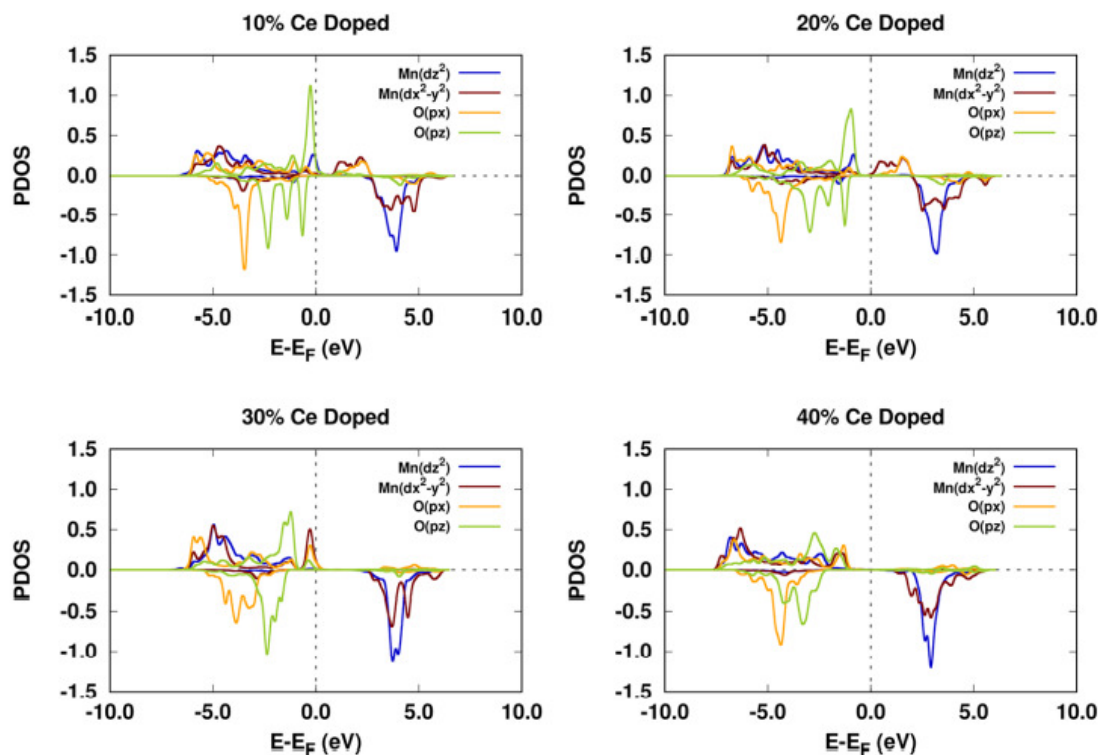 10% Ce Doped
1.5
1.0
0.5
0.0
-0.5
-1.0
-1.5
PDOS
Mn(dz²)
Mn(dx²-y²)
O(px)
O(pz)
-10.0 -5.0 0.0 5.0 10.0
E-E_F (eV)
20% Ce Doped
1.5
1.0
0.5
0.0
-0.5
-1.0
-1.5
PDOS
Mn(dz²)
Mn(dx²-y²)
O(px)
O(pz)
-10.0 -5.0 0.0 5.0 10.0
E-E_F (eV)
30% Ce Doped
1.5
1.0
0.5
0.0
-0.5
-1.0
-1.5
PDOS
Mn(dz²)
Mn(dx²-y²)
O(px)
O(pz)
-10.0 -5.0 0.0 5.0 10.0
E-E_F (eV)
40% Ce Doped
1.5
1.0
0.5
0.0
-0.5
-1.0
-1.5
PDOS
Mn(dz²)
Mn(dx²-y²)
O(px)
O(pz)
-10.0 -5.0 0.0 5.0 10.0
E-E_F (eV)